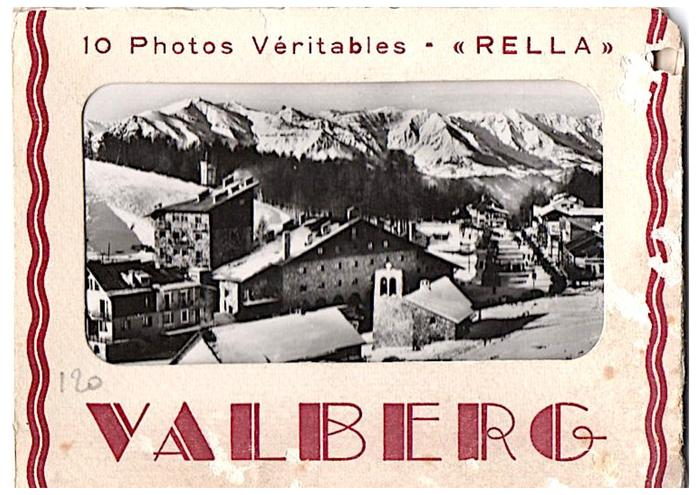 10 Photos Véritables - « RELLA »
120
VALBERG